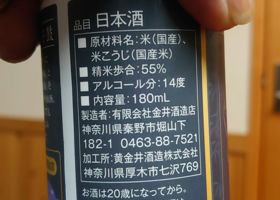 品目 日本酒
■原材料名:米(国産)、
米こうじ(国産米)
■精米歩合:55%
■アルコール分:14度
■内容量:180mL
製造者:有限会社金井酒造店
神奈川県秦野市堀山下
182-1 0463-88-7521
加工所:黄金井酒造株式会社
神奈川県厚木市七沢769
お酒は20歳になってから。